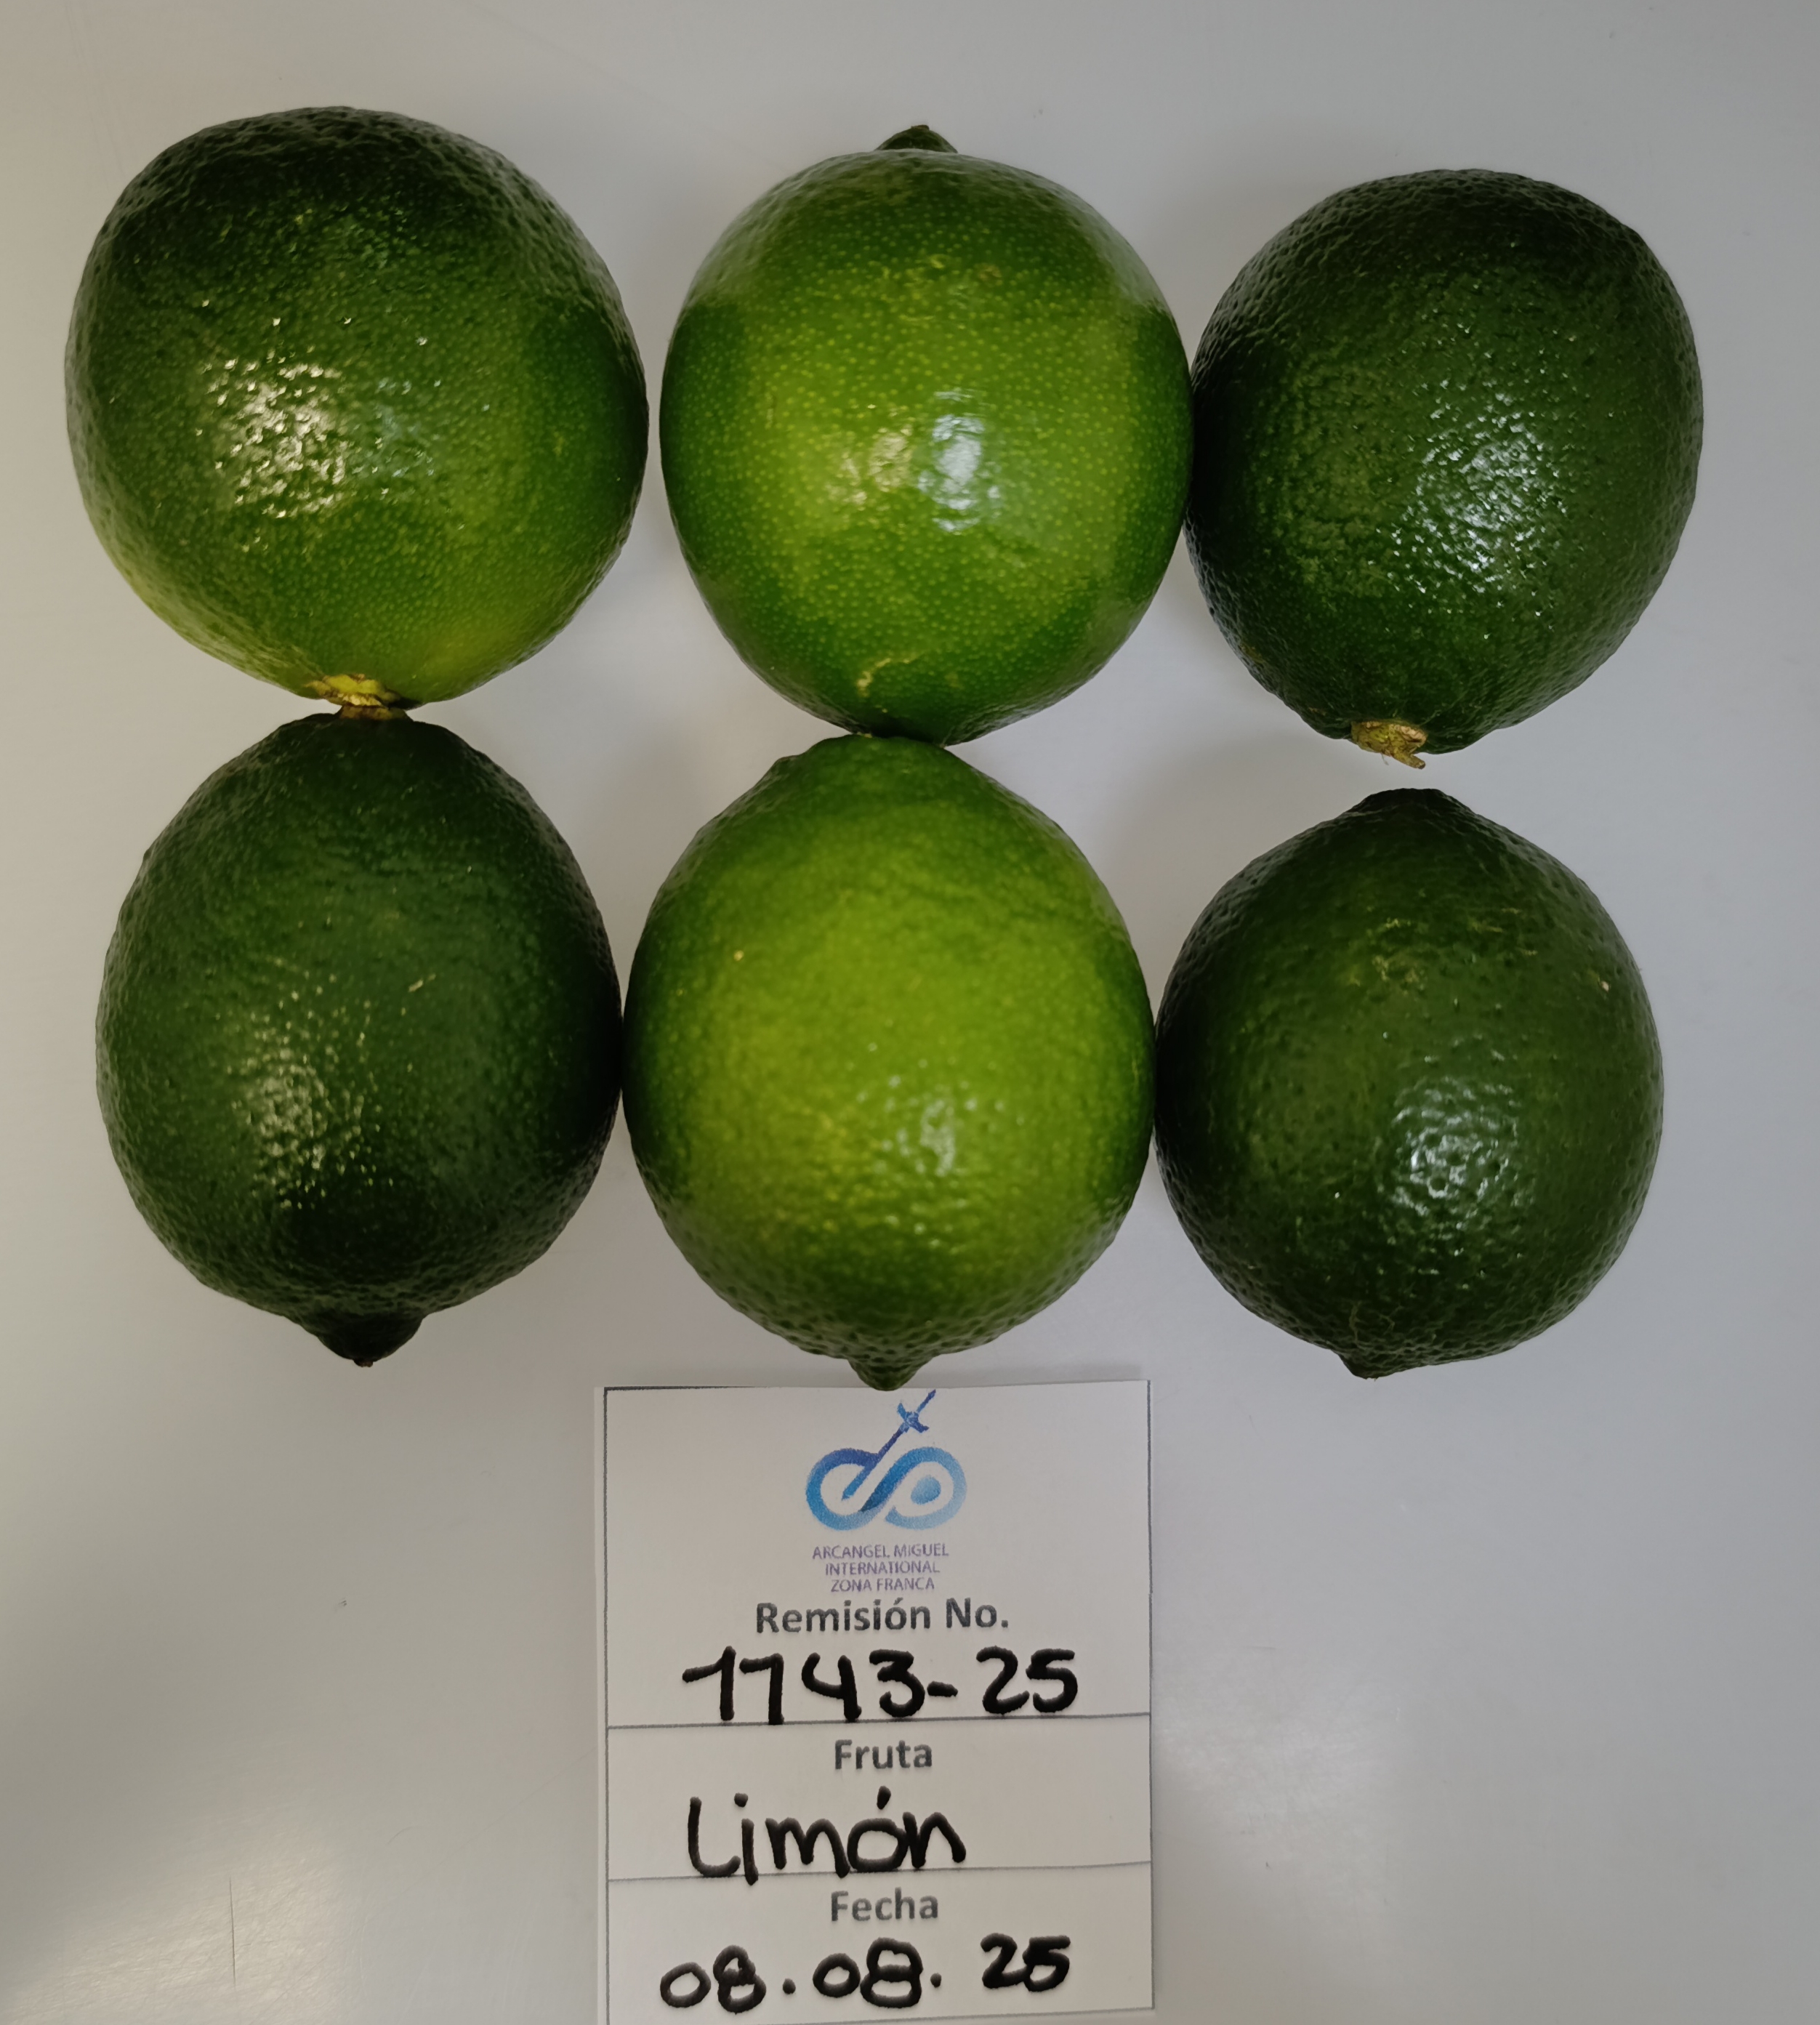 ARCANGEL MIGUEL
INTERNATIONAL
ZONA FRANCA
Remisión No.
1743-25
Fruta
Limón
Fecha
08.08.25